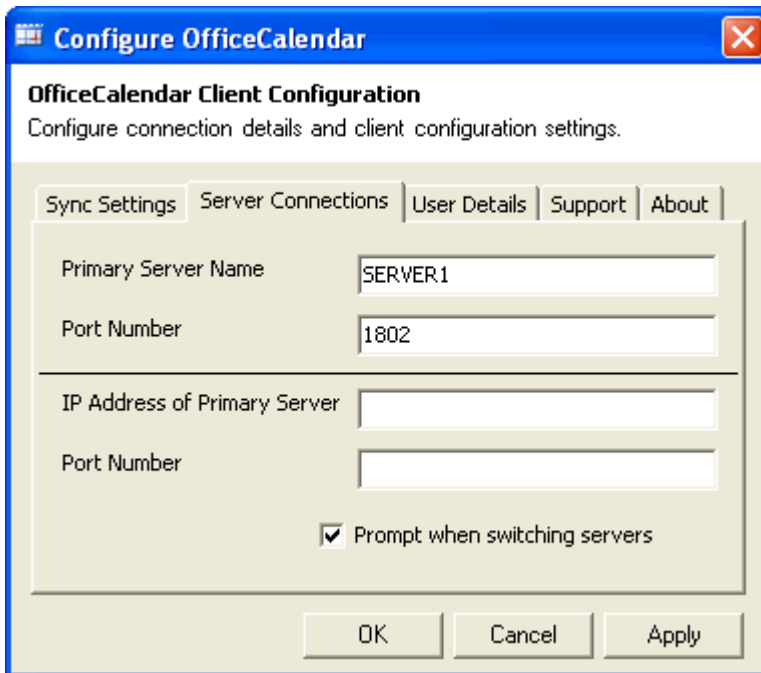 Configure OfficeCalendar
OfficeCalendar Client Configuration
Configure connection details and client configuration settings.
Sync Settings Server Connections User Details Support About
Primary Server Name SERVER1
Port Number 1802
IP Address of Primary Server
Port Number
Prompt when switching servers
OK Cancel Apply